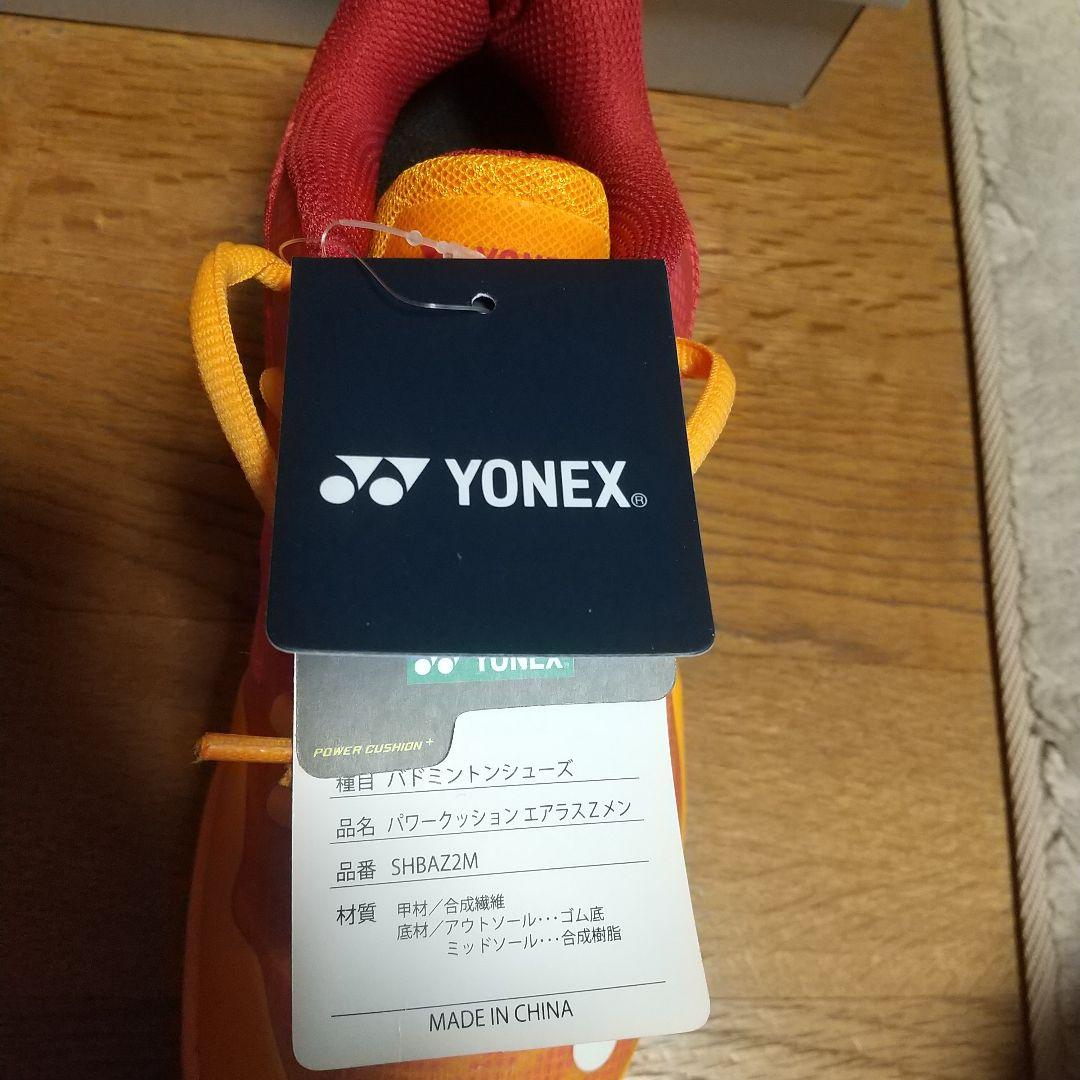 YONEX
YONEX®
YONEX
POWER CUSHION +
種目 バドミントンシューズ
品名 パワークッション エアラスZメン
品番 SHBAZ2M
材質 甲材／合成繊維
底材／アウトソール･･･ゴム底
ミッドソール･･･合成樹脂
MADE IN CHINA